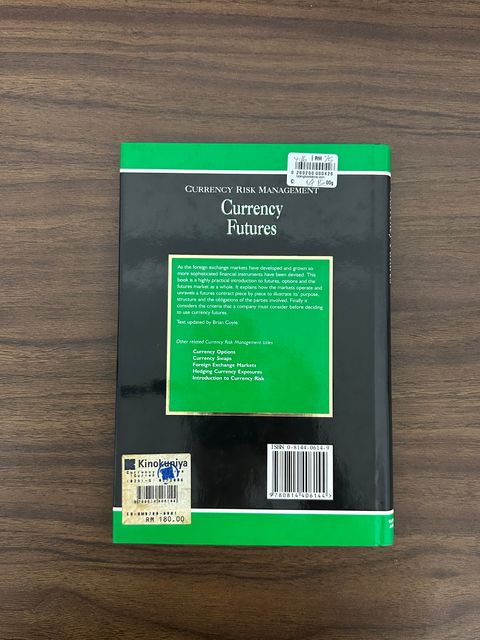 RM
CURRENCY RISK MANAGEMENT
Currency
Futures
As the foreign exchange markets have developed and grown so
more sophisticated financial instruments have been devised. This
book is a highly practical introduction to futures, options and the
futures market as a whole. It explains how the markets operate and
unravels a futures contract piece by piece to illustrate its' purpose,
structure and the obligations of the parties involved. Finally it
considers the criteria that a company must consider before deciding
to use currency futures.
Text updated by Brian Coyle
Other related Currency Risk Management titles
Currency Options
Currency Swaps
Foreign Exchange Markets
Hedging Currency Exposures
Introduction to Currency Risk
ISBN 0-8144-0614-9
9 780814 406144
Kinokuniya
RM 180.00